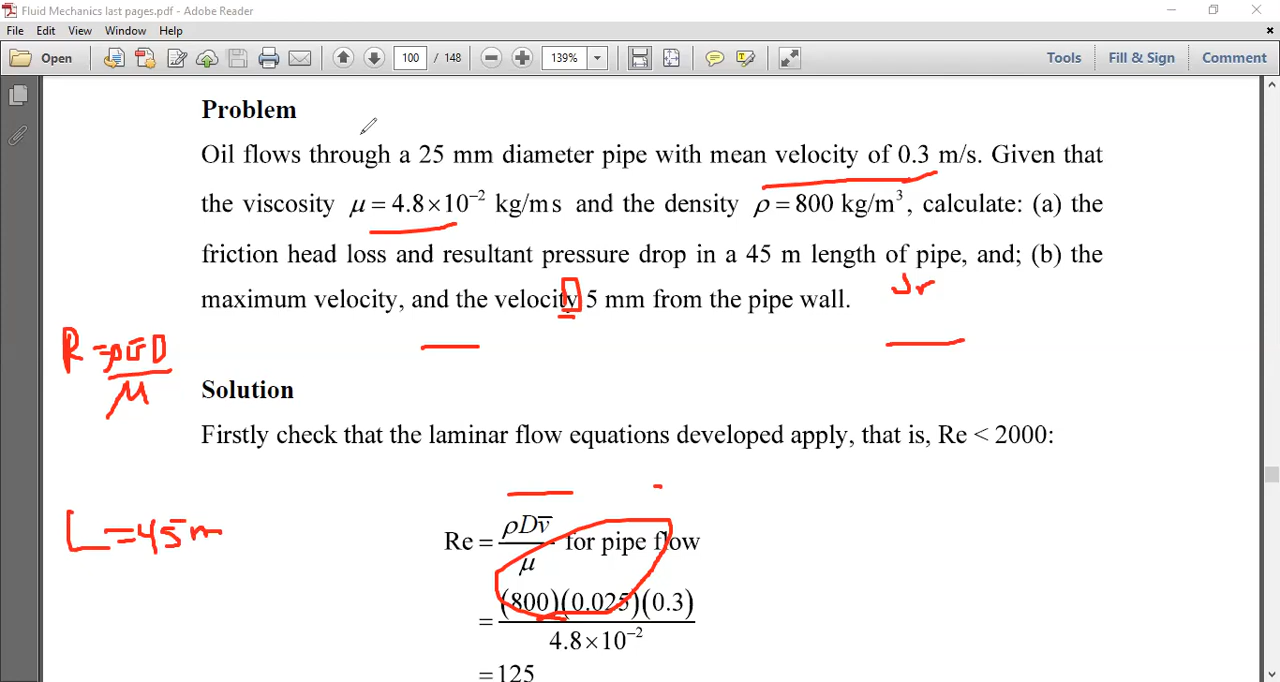 Fluid Mechanics last pages.pdf - Adobe Reader
File Edit View Window Help
Open 100 / 148 139% Tools Fill & Sign Comment
Problem
Oil flows through a 25 mm diameter pipe with mean velocity of 0.3 m/s. Given that
the viscosity μ = 4.8×10⁻² kg/m s and the density ρ = 800 kg/m³, calculate: (a) the
friction head loss and resultant pressure drop in a 45 m length of pipe, and; (b) the
maximum velocity, and the velocity 5 mm from the pipe wall.
R = ρv̄D
μ
Solution
Firstly check that the laminar flow equations developed apply, that is, Re < 2000:
L = 45 m
Re = ρDv̄/μ for pipe flow
= (800)(0.025)(0.3)/4.8×10⁻²
= 125